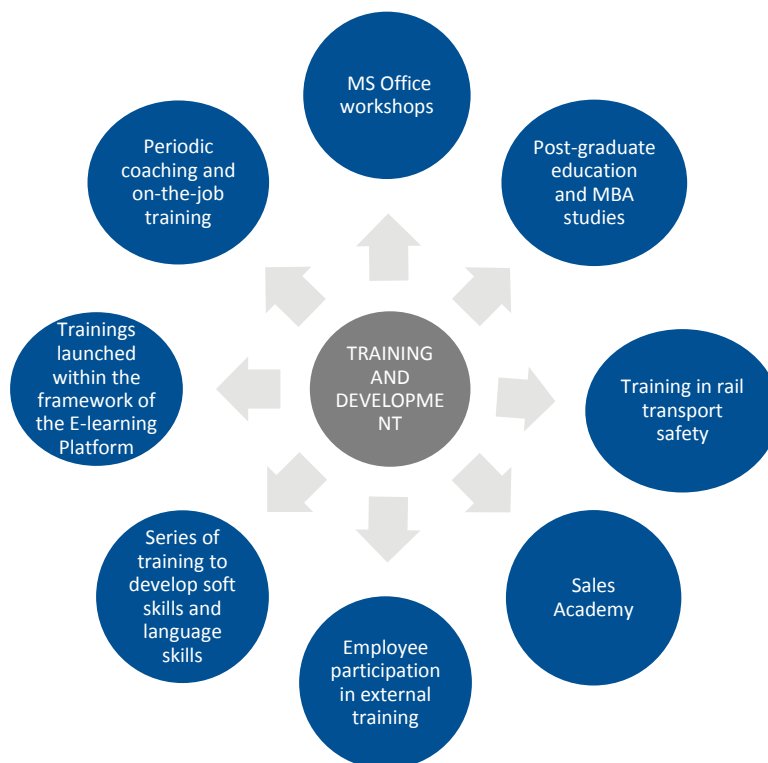 MS Office
workshops
Post-graduate
education
and MBA
studies
Training in rail
transport
safety
Sales
Academy
Employee
participation
in external
training
Series of
training to
develop soft
skills and
language
skills
Trainings
launched
within the
framework of
the E-learning
Platform
Periodic
coaching and
on-the-job
training
TRAINING
AND
DEVELOPME
NT